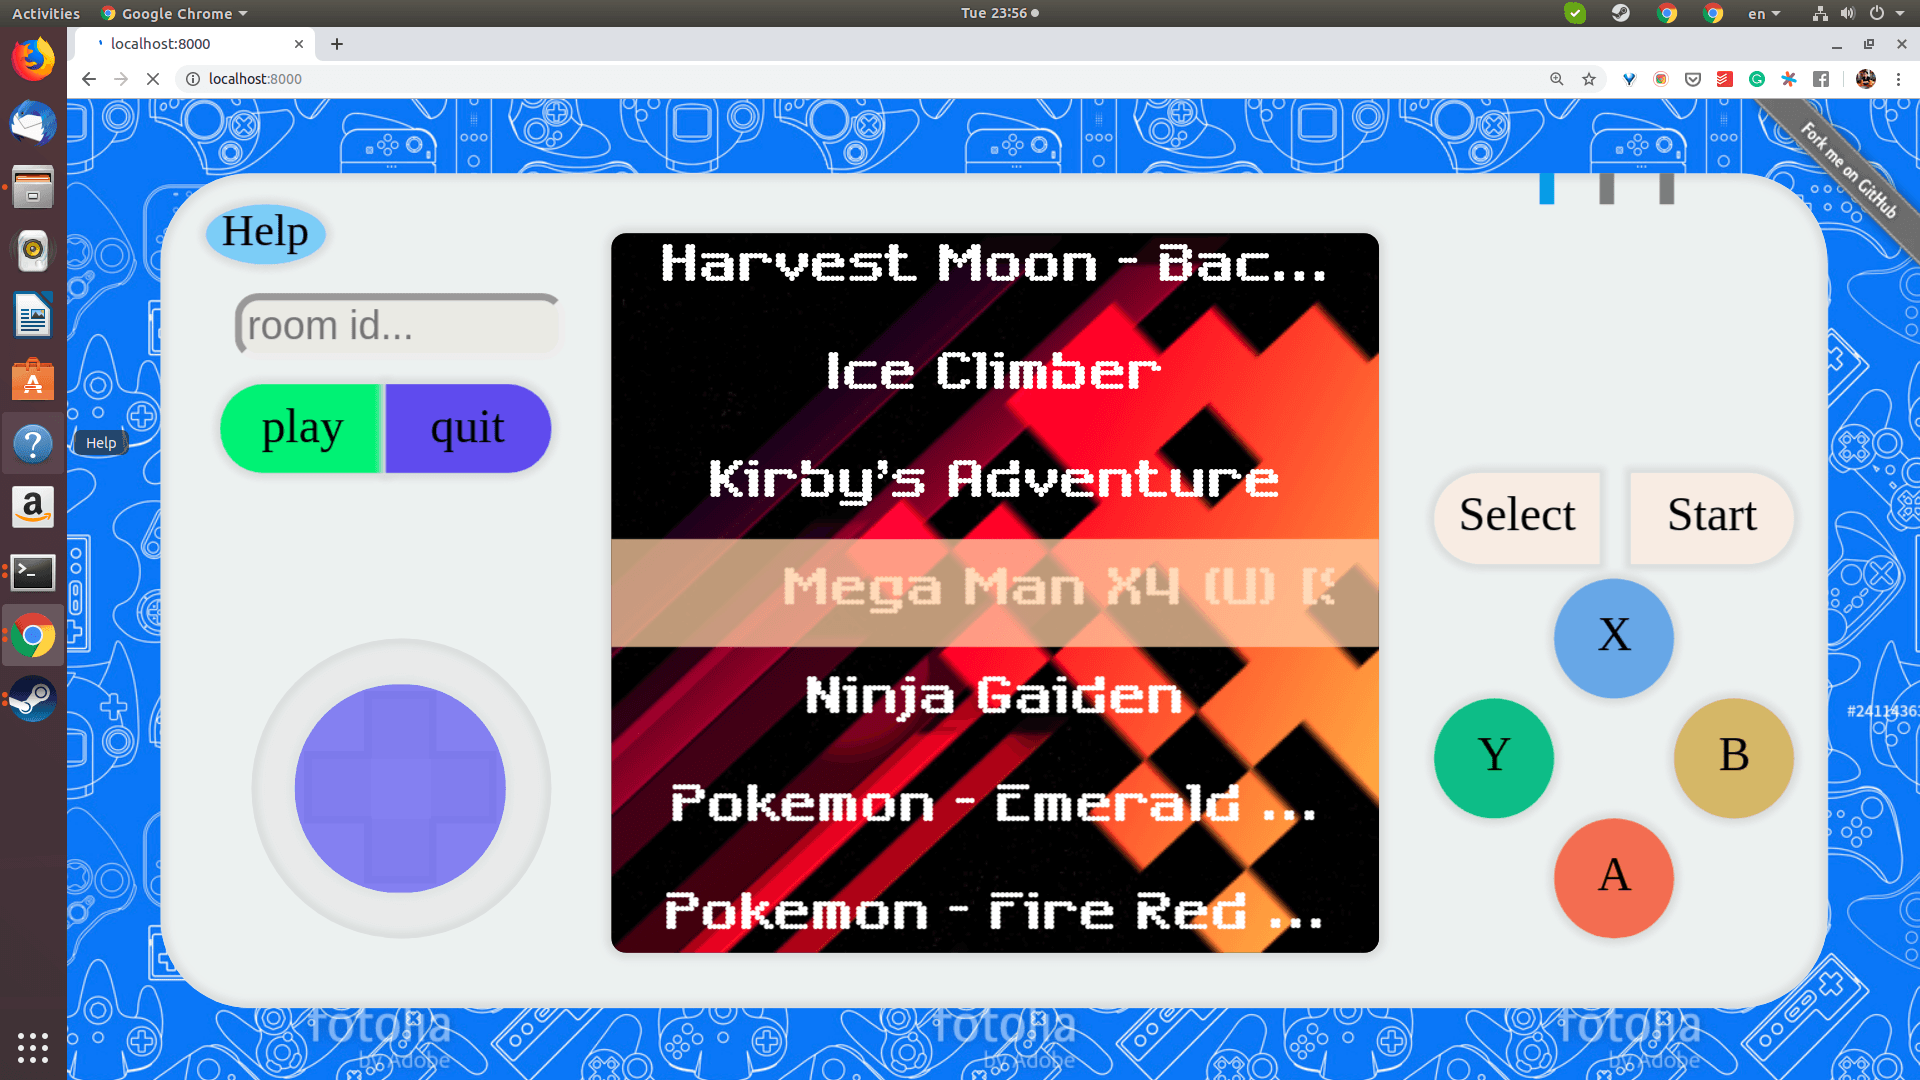 Activities
Google Chrome
Tue 23:56
en
localhost:8000
localhost:8000
Fork me on GitHub
Help
room id...
play
quit
Help
Harvest Moon - Bac...
Ice Climber
Kirby's Adventure
Mega Man X4 (U) [
Ninja Gaiden
Pokemon - Emerald ...
Pokemon - Fire Red ...
Select
Start
X
Y
B
A
#24114363
fotolia
by Adobe
fotolia
by Adobe
fotolia
by Adobe